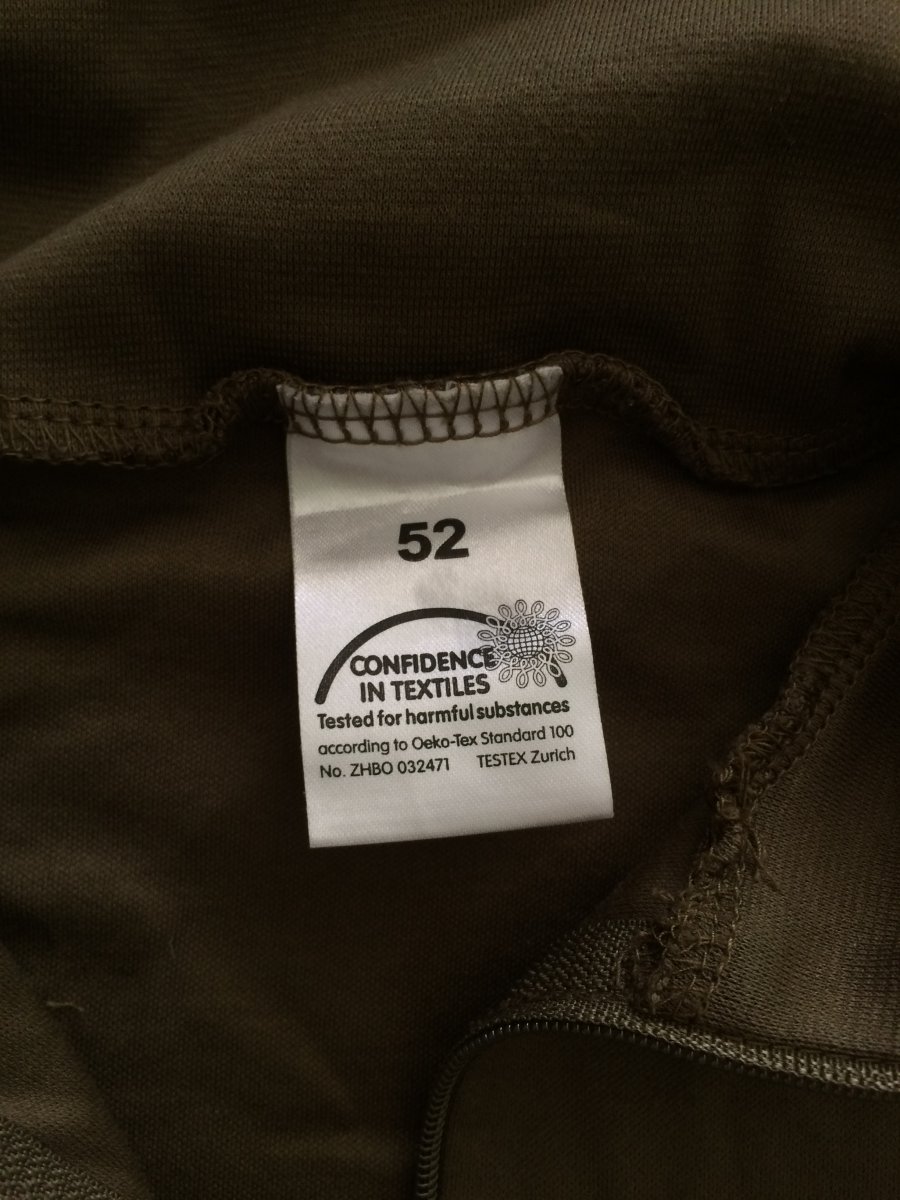 52
CONFIDENCE
IN TEXTILES
Tested for harmful substances
according to Oeko-Tex Standard 100
No. ZHBO 032471 TESTEX Zurich